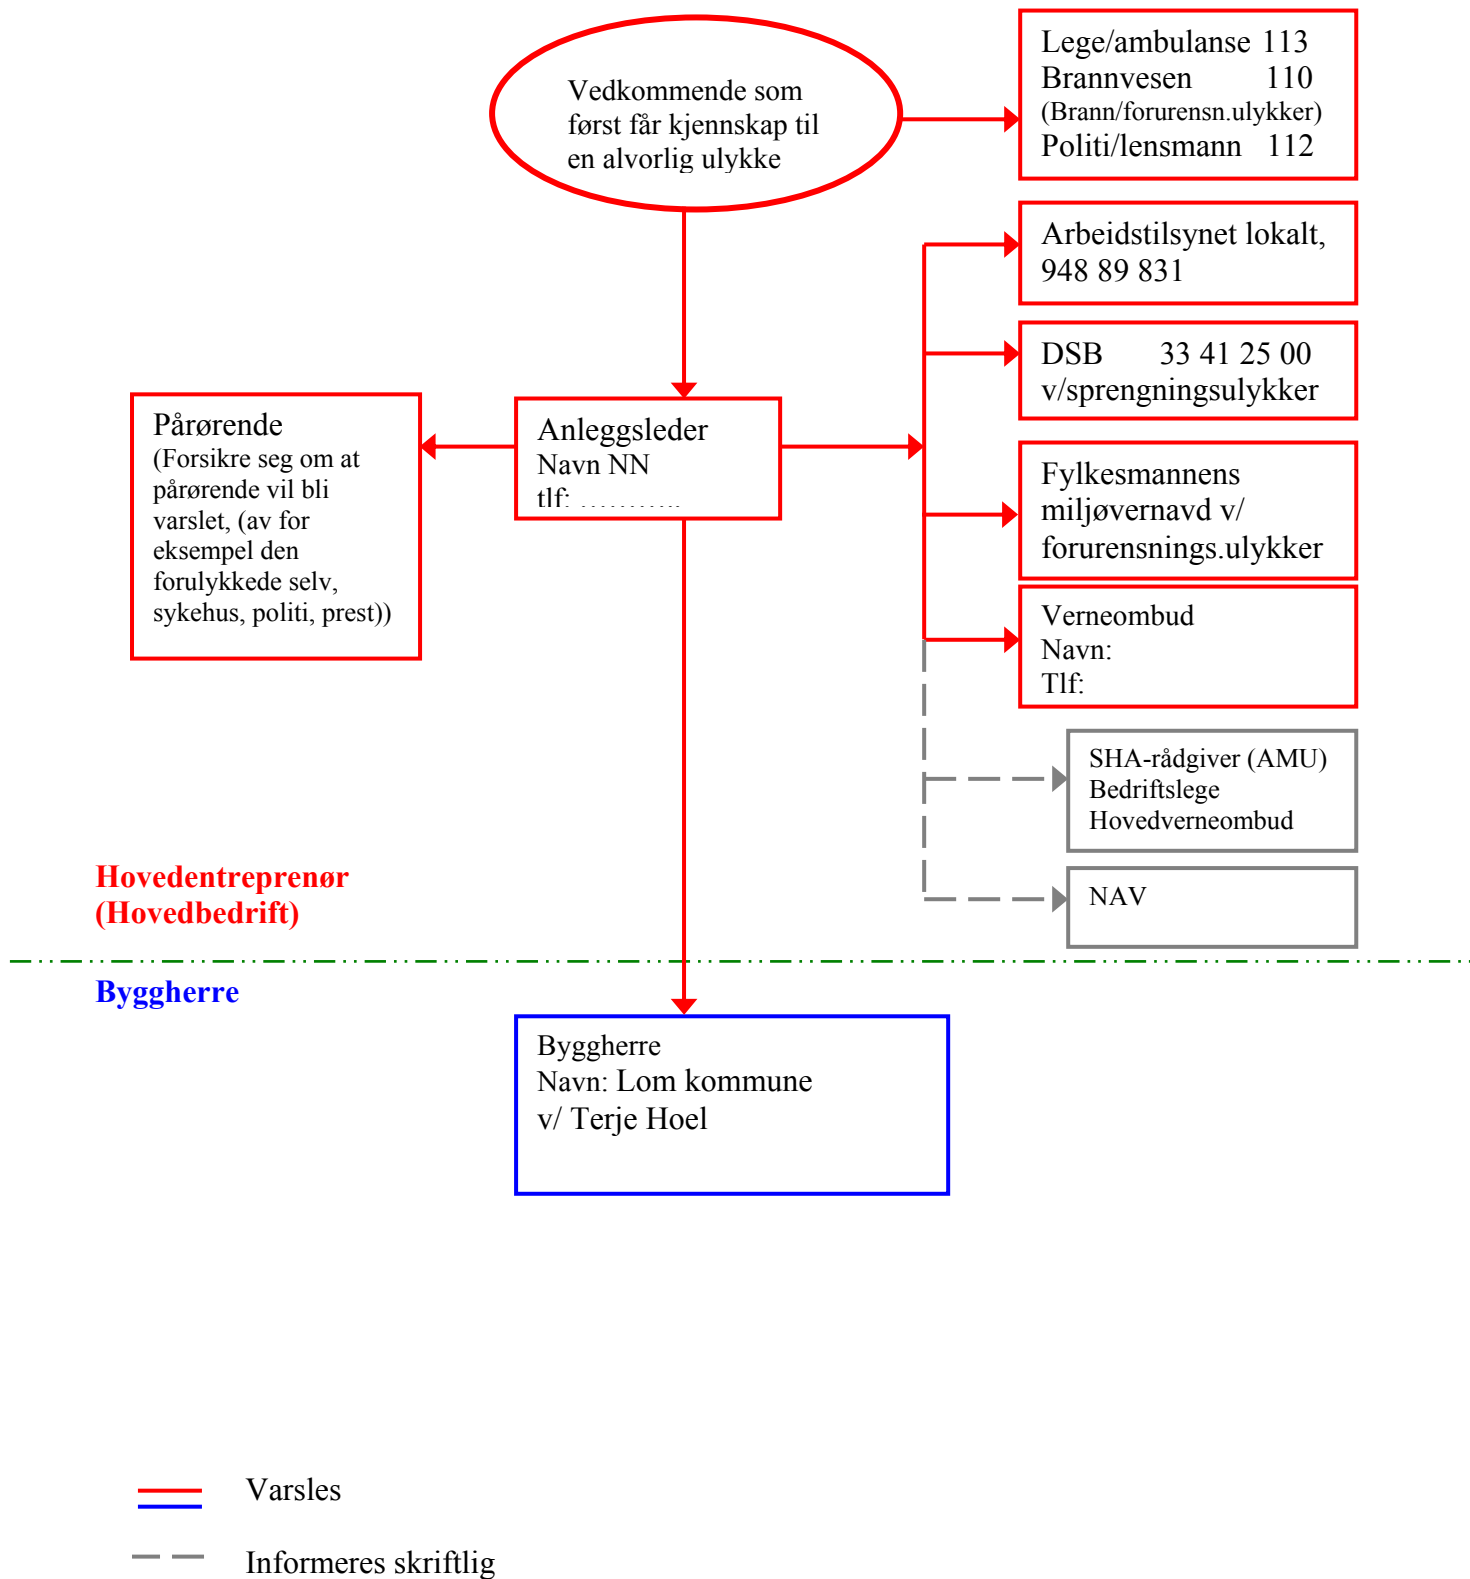 Vedkommende som
først får kjennskap til
en alvorlig ulykke
Lege/ambulanse 113
Brannvesen 110
(Brann/forurensn.ulykker)
Politi/lensmann 112
Arbeidstilsynet lokalt,
948 89 831
DSB 33 41 25 00
v/sprengningsulykker
Pårørende
(Forsikre seg om at
pårørende vil bli
varslet, (av for
eksempel den
forulykkede selv,
sykehus, politi, prest))
Anleggsleder
Navn NN
tlf: ………..
Fylkesmannens
miljøvernavd v/
forurensnings.ulykker
Verneombud
Navn:
Tlf:
SHA-rådgiver (AMU)
Bedriftslege
Hovedverneombud
NAV
Hovedentreprenør
(Hovedbedrift)
Byggherre
Byggherre
Navn: Lom kommune
v/ Terje Hoel
Varsles
Informeres skriftlig